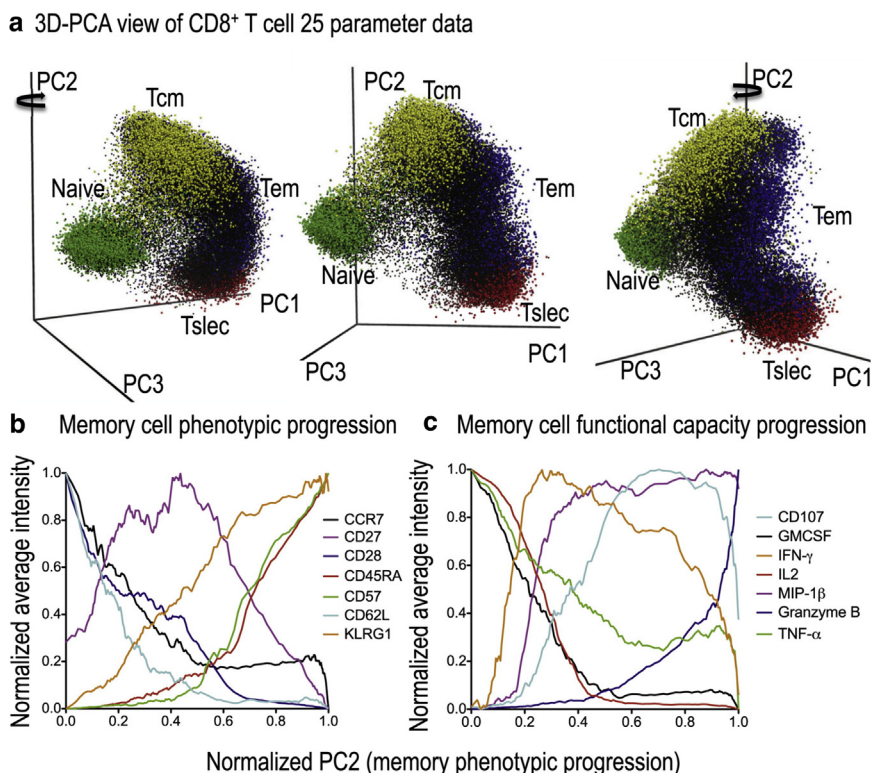 a 3D-PCA view of CD8⁺ T cell 25 parameter data
PC2
Tcm
Naive
Tem
Tslec
PC1
PC3
PC2
Tcm
Naive
Tem
Tslec
PC1
PC3
PC2
Tcm
Naive
Tem
Tslec
PC1
PC3
b Memory cell phenotypic progression
Normalized average intensity
1.0
0.8
0.6
0.4
0.2
0.0
0.0 0.2 0.4 0.6 0.8 1.0
CCR7
CD27
CD28
CD45RA
CD57
CD62L
KLRG1
c Memory cell functional capacity progression
Normalized average intensity
1.0
0.8
0.6
0.4
0.2
0.0
0.0 0.2 0.4 0.6 0.8 1.0
CD107
GMCSF
IFN-γ
IL2
MIP-1β
Granzyme B
TNF-α
Normalized PC2 (memory phenotypic progression)